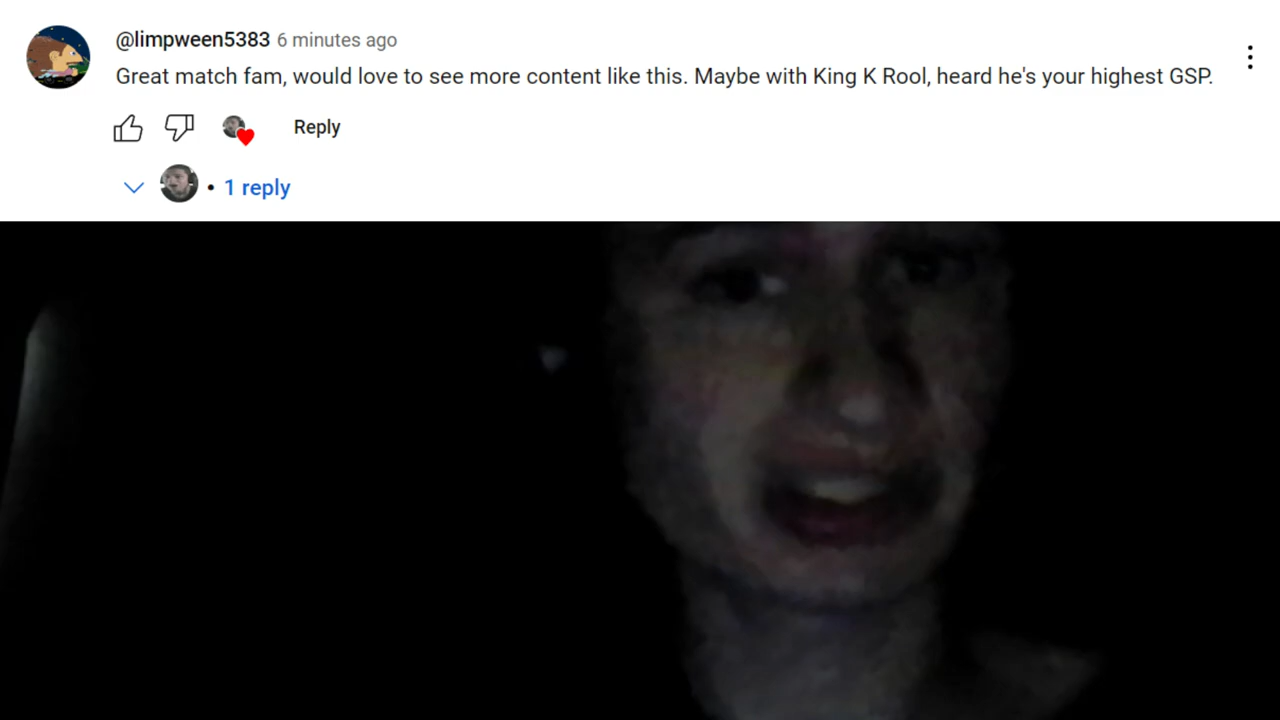 @limpween5383 6 minutes ago
Great match fam, would love to see more content like this. Maybe with King K Rool, heard he's your highest GSP.
Reply
• 1 reply